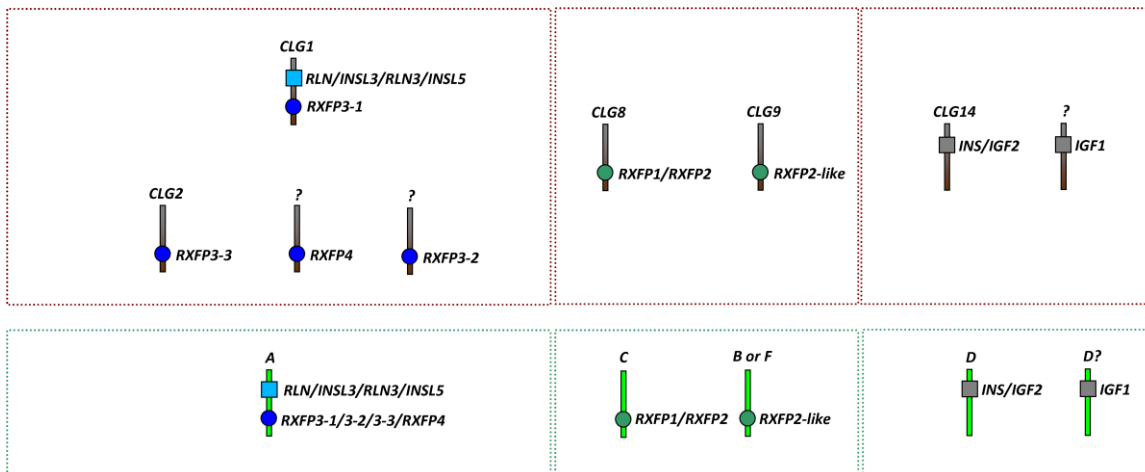 CLG1
RLN/INSL3/RLN3/INSL5
RXFP3-1
CLG2
?
?
RXFP3-3
RXFP4
RXFP3-2
CLG8
CLG9
RXFP1/RXFP2
RXFP2-like
CLG14
?
INS/IGF2
IGF1
A
RLN/INSL3/RLN3/INSL5
RXFP3-1/3-2/3-3/RXFP4
C
B or F
RXFP1/RXFP2
RXFP2-like
D
D?
INS/IGF2
IGF1